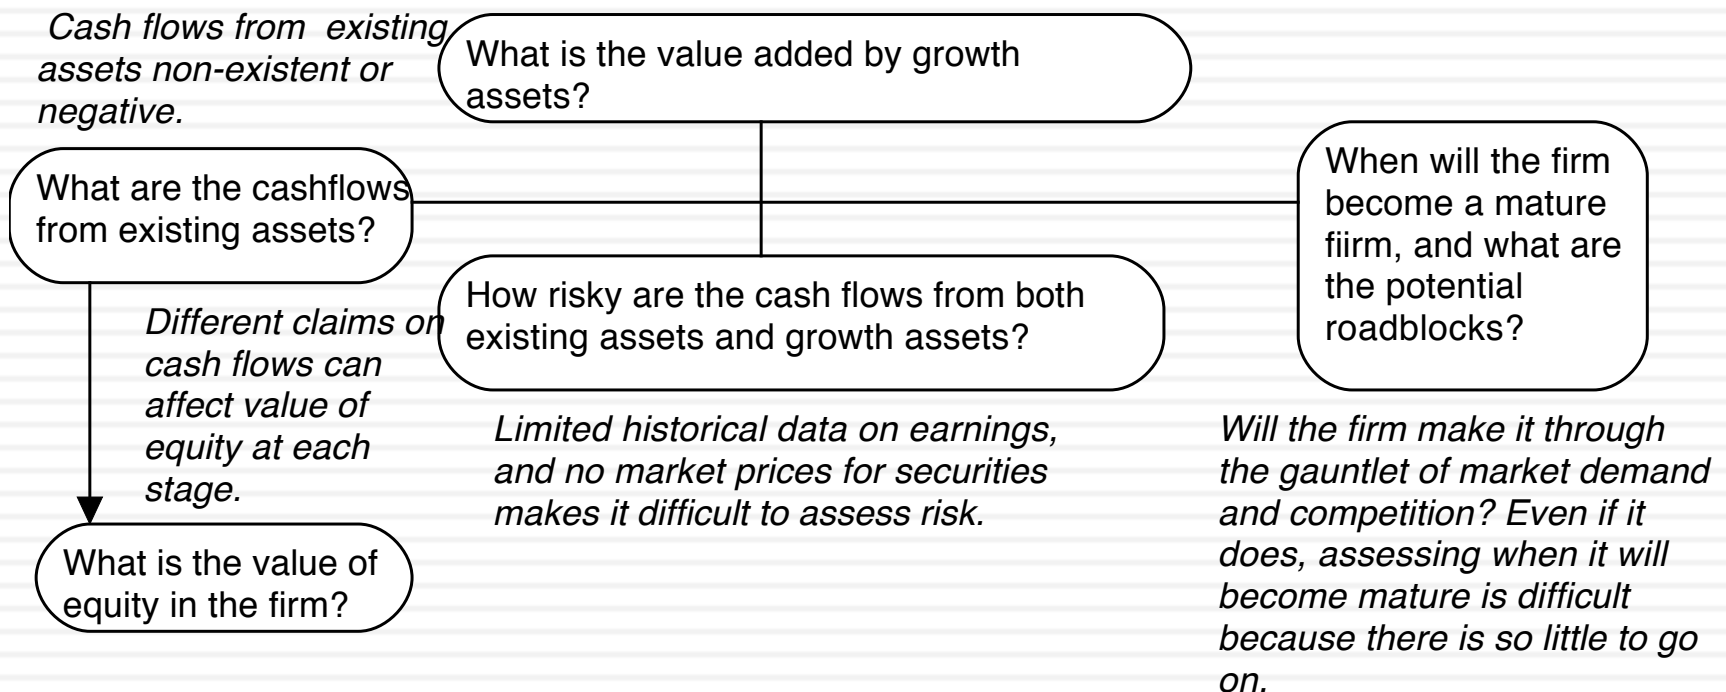 Cash flows from  existing
assets non-existent or
negative.
What is the value added by growth
assets?
What are the cashflows
from existing assets?
When will the firm
become a mature
fiirm, and what are
the potential
roadblocks?
How risky are the cash flows from both
existing assets and growth assets?
Different claims on
cash flows can
affect value of
equity at each
stage.
Limited historical data on earnings,
and no market prices for securities
makes it difficult to assess risk.
Will the firm make it through
the gauntlet of market demand
and competition? Even if it
does, assessing when it will
become mature is difficult
because there is so little to go
on.
What is the value of
equity in the firm?